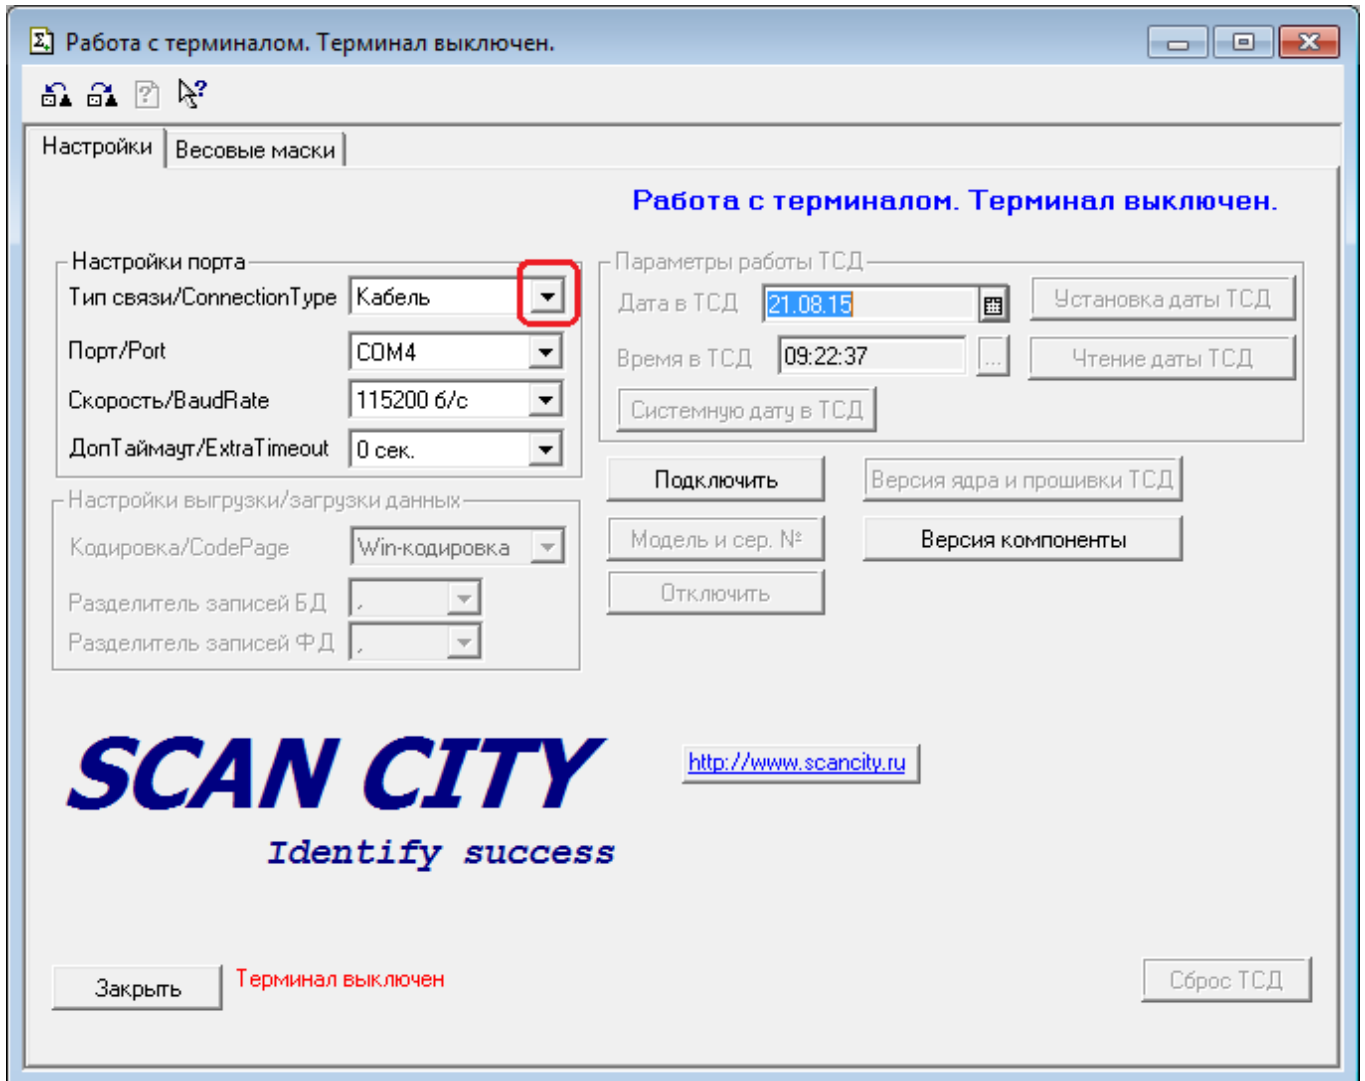 Работа с терминалом. Терминал выключен.
Настройки
Весовые маски
Работа с терминалом. Терминал выключен.
Настройки порта
Тип связи/ConnectionType
Кабель
Порт/Port
COM4
Скорость/BaudRate
115200 б/с
ДопТаймаут/ExtraTimeout
0 сек.
Параметры работы ТСД
Дата в ТСД
21.08.15
Установка даты ТСД
Время в ТСД
09:22:37
...
Чтение даты ТСД
Системную дату в ТСД
Настройки выгрузки/загрузки данных
Кодировка/CodePage
Win-кодировка
Разделитель записей БД
,
Разделитель записей ФД
,
Подключить
Версия ядра и прошивки ТСД
Модель и сер. №
Версия компоненты
Отключить
SCAN CITY
Identify success
http://www.scancity.ru
Закрыть
Терминал выключен
Сброс ТСД